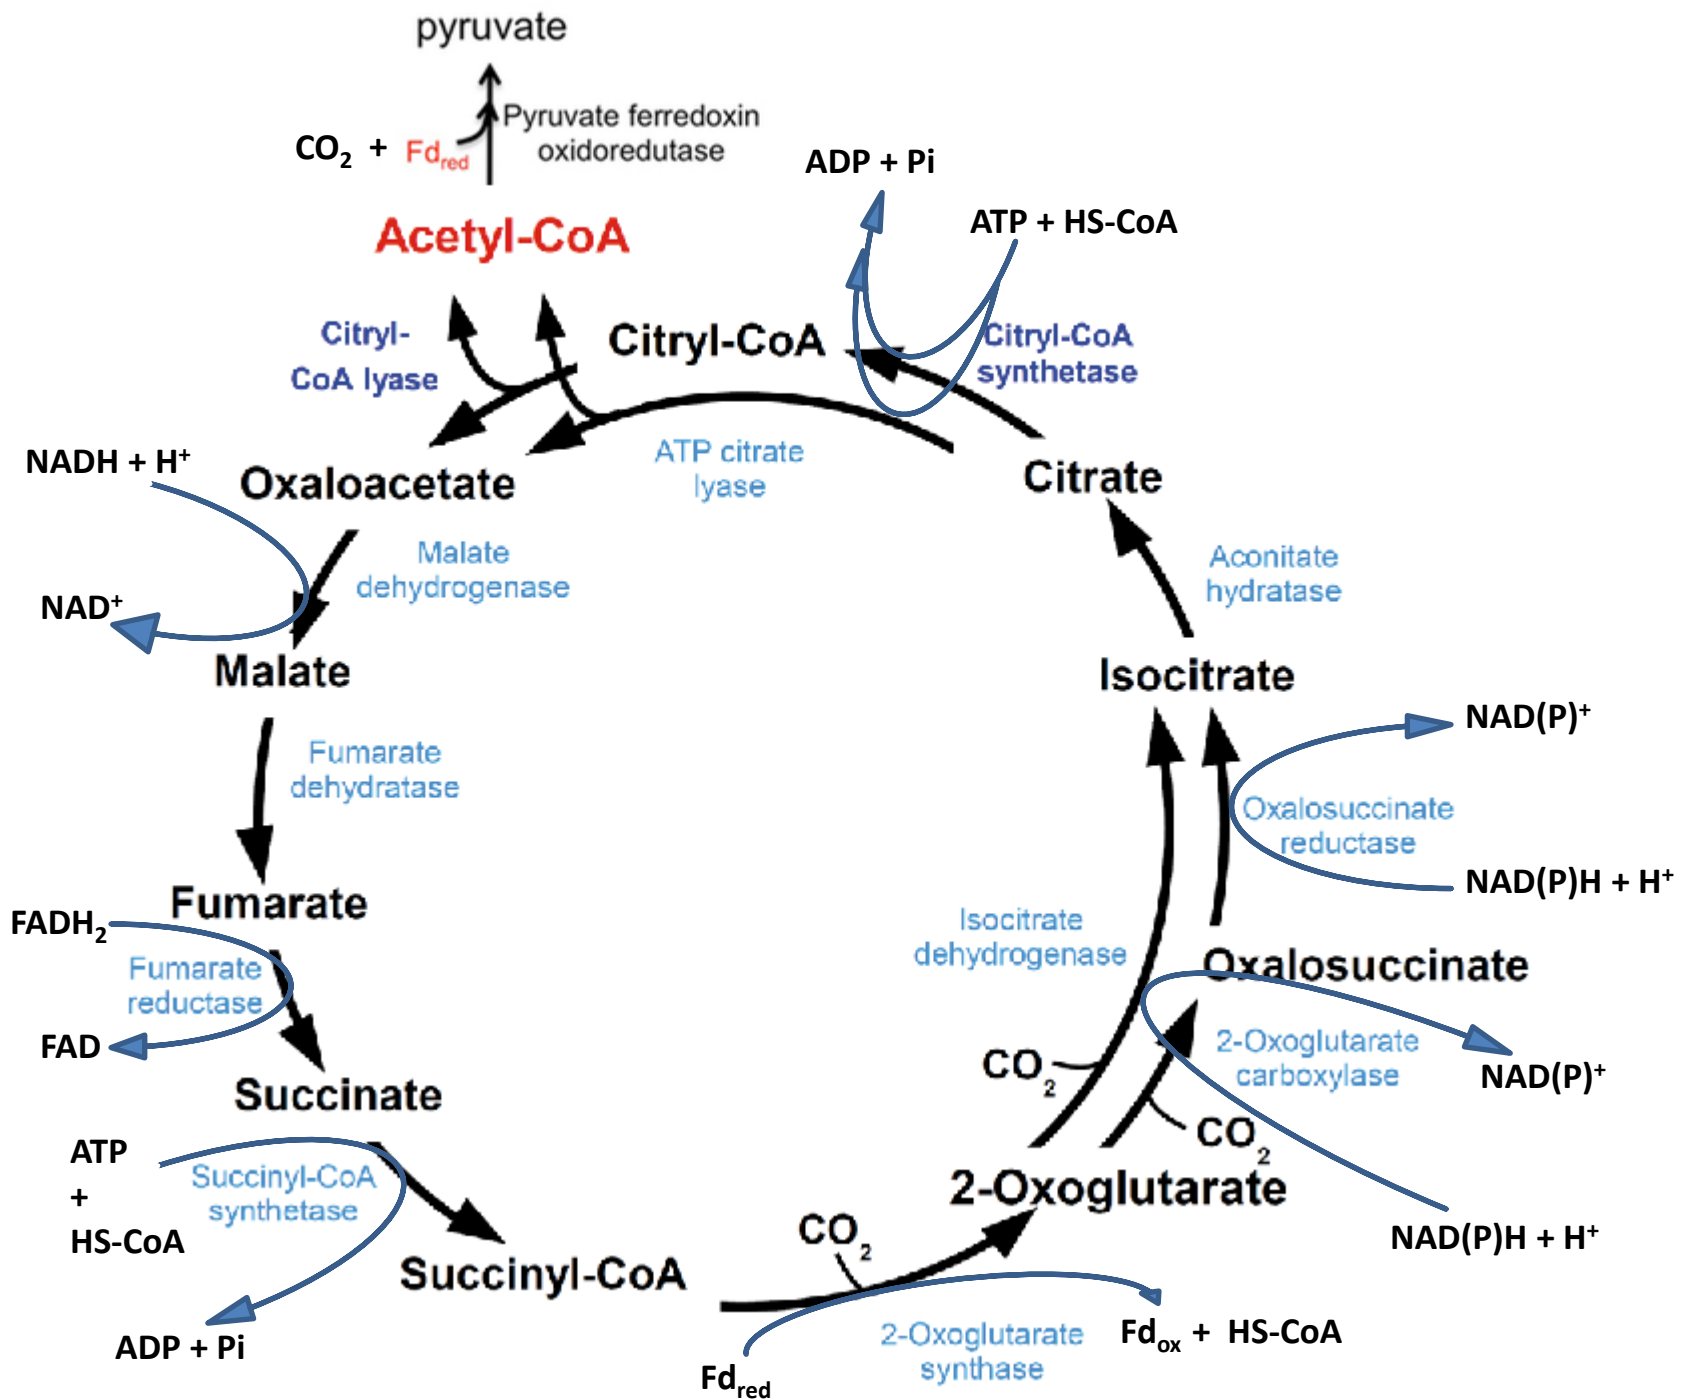 pyruvate
Pyruvate ferredoxin
oxidoredutase
CO2 + Fdred
ADP + Pi
ATP + HS-CoA
Acetyl-CoA
Citryl-
CoA lyase
Citryl-CoA
Citryl-CoA
synthetase
ATP citrate
lyase
NADH + H+
Oxaloacetate
Citrate
Malate
dehydrogenase
Aconitate
hydratase
NAD+
Malate
Isocitrate
NAD(P)+
Fumarate
dehydratase
Oxalosuccinate
reductase
NAD(P)H + H+
Fumarate
FADH2
Isocitrate
dehydrogenase
Fumarate
reductase
Oxalosuccinate
FAD
2-Oxoglutarate
carboxylase
CO2
NAD(P)+
Succinate
CO2
ATP
+
HS-CoA
Succinyl-CoA
synthetase
2-Oxoglutarate
CO2
NAD(P)H + H+
Succinyl-CoA
ADP + Pi
2-Oxoglutarate
synthase
Fdox + HS-CoA
Fdred